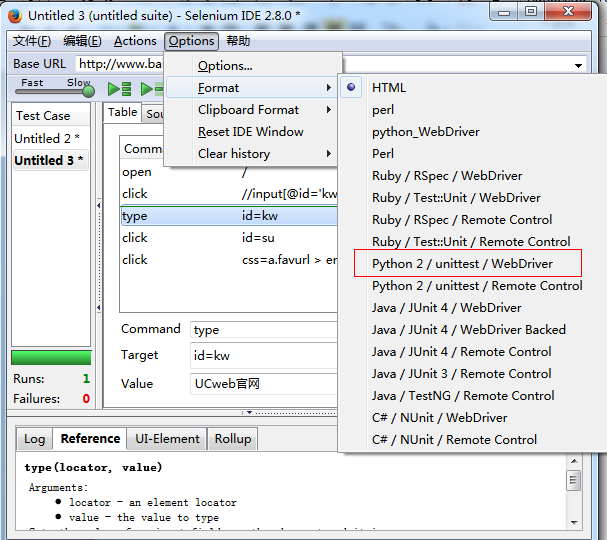 Untitled 3 (untitled suite) - Selenium IDE 2.8.0 *
文件(F) 编辑(E) Actions Options 帮助
Base URL http://www.bai
Fast Slow
Options...
Format
Clipboard Format
Reset IDE Window
Clear history
HTML
perl
python_WebDriver
Perl
Ruby / RSpec / WebDriver
Ruby / Test::Unit / WebDriver
Ruby / RSpec / Remote Control
Ruby / Test::Unit / Remote Control
Python 2 / unittest / WebDriver
Python 2 / unittest / Remote Control
Java / JUnit 4 / WebDriver
Java / JUnit 4 / WebDriver Backed
Java / JUnit 4 / Remote Control
Java / JUnit 3 / Remote Control
Java / TestNG / Remote Control
C# / NUnit / WebDriver
C# / NUnit / Remote Control
Test Case
Untitled 2 *
Untitled 3 *
Table Sou
Comm
open /
click //input[@id='kw
type id=kw
click id=su
click css=a.favurl > er
Command type
Target id=kw
Value UCweb官网
Runs: 1
Failures: 0
Log Reference UI-Element Rollup
type(locator, value)
Arguments:
locator - an element locator
value - the value to type